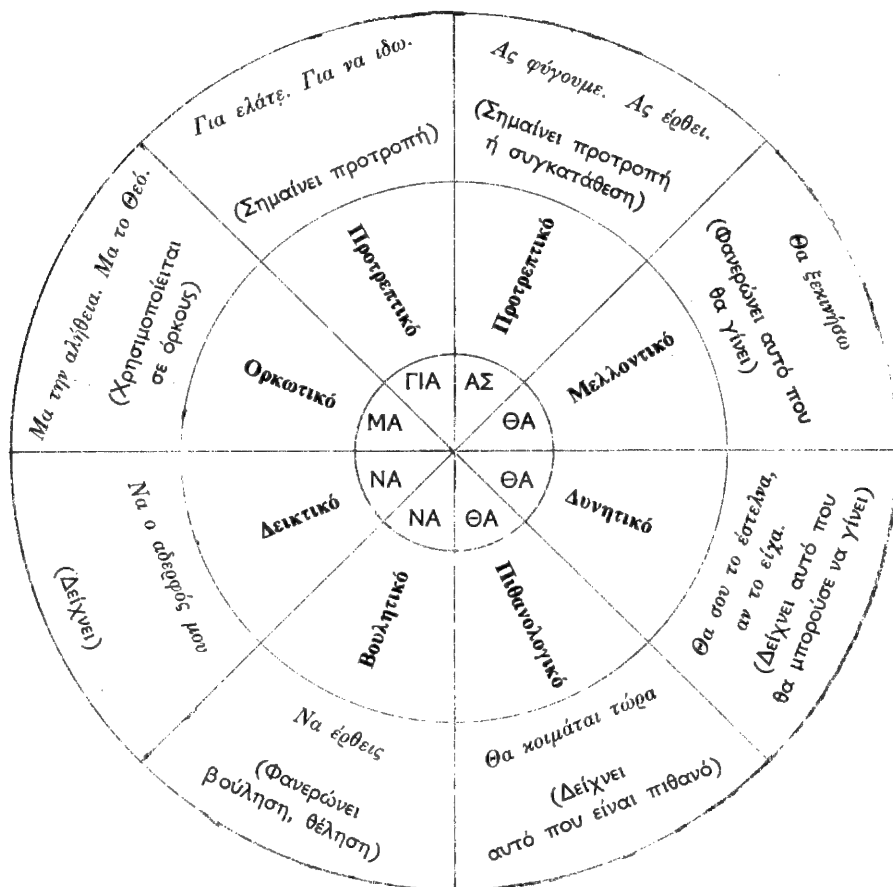 Για ελάτε. Για να ιδω.
(Σημαίνει προτροπή)
Προτρεπτικό
ΓΙΑ
Ας φύγουμε. Ας έρθει.
(Σημαίνει προτροπή
ή συγκατάθεση)
Προτρεπτικό
ΑΣ
Θα ξεκινήσω
(Φανερώνει αυτό που
θα γίνει)
Μελλοντικό
ΘΑ
Θα σου το έστελνα,
αν το είχα.
(Δείχνει αυτό που
θα μπορούσε να γίνει)
Δυνητικό
ΘΑ
Θα κοιμάται τώρα
(Δείχνει
αυτό που είναι πιθανό)
Πιθανολογικό
ΘΑ
Να έρθεις
(Φανερώνει
βούληση, θέληση)
Βουλητικό
ΝΑ
Να ο αδερφός μου
(Δείχνει)
Δεικτικό
ΝΑ
Μα την αλήθεια. Μα το Θεό.
(Χρησιμοποίειται
σε όρκους)
Ορκωτικό
ΜΑ